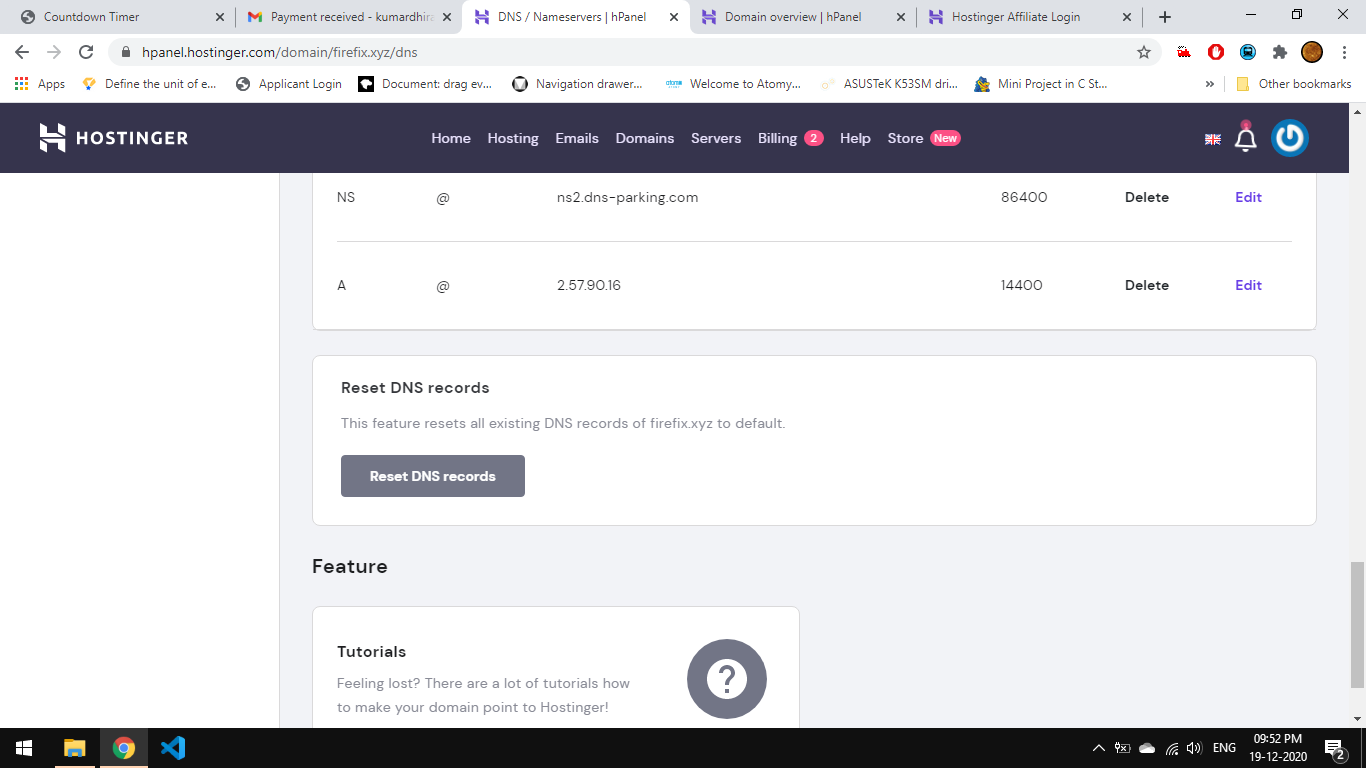 Countdown Timer
Payment received - kumardhira
DNS / Nameservers | hPanel
Domain overview | hPanel
Hostinger Affiliate Login
hpanel.hostinger.com/domain/firefix.xyz/dns
Apps
Define the unit of e...
Applicant Login
Document: drag ev...
Navigation drawer...
atomy
Welcome to Atomy...
ASUSTeK K53SM dri...
Mini Project in C St...
»
Other bookmarks
HOSTINGER
Home Hosting Emails Domains Servers Billing 2 Help Store New
NS @ ns2.dns-parking.com 86400 Delete Edit
A @ 2.57.90.16 14400 Delete Edit
Reset DNS records
This feature resets all existing DNS records of firefix.xyz to default.
Reset DNS records
Feature
Tutorials
Feeling lost? There are a lot of tutorials how
to make your domain point to Hostinger!
?
ENG
09:52 PM
19-12-2020
2